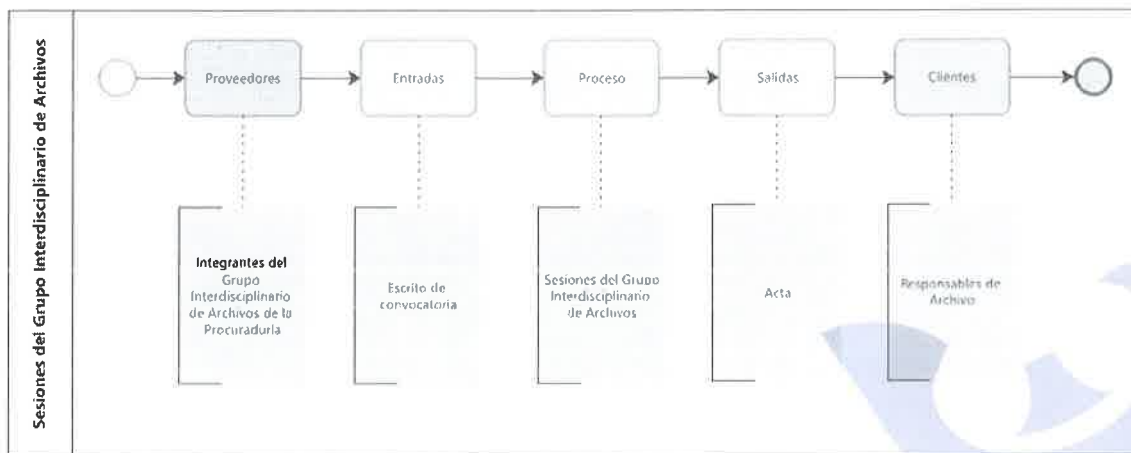 Sesiones del Grupo Interdisciplinario de Archivos
Proveedores
Entradas
Proceso
Salidas
Clientes
Integrantes del
Grupo
Interdisciplinario
de Archivos de la
Procuraduría
Escrito de
convocatoria
Sesiones del Grupo
Interdisciplinario
de Archivos
Acta
Responsables de
Archivo